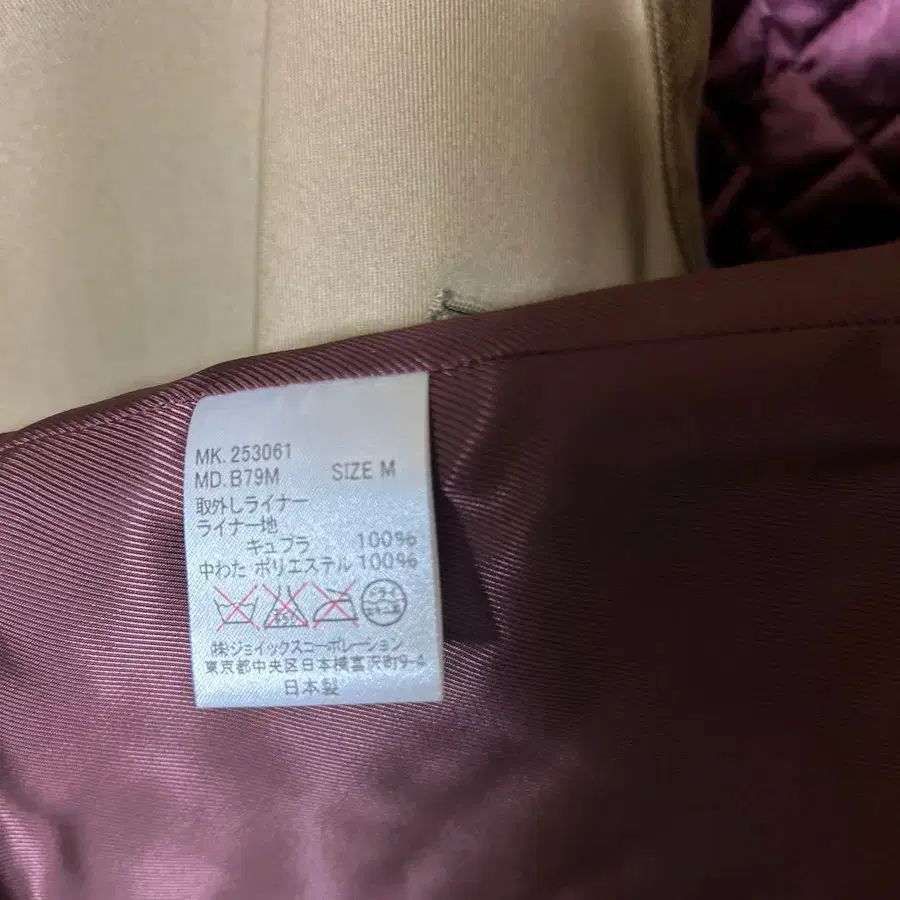 MK. 253061
MD. B79M SIZE M
取外しライナー
ライナー地
キュプラ 100%
中わた ポリエステル 100%
ドライ
㈱ジョイックスコーポレーション
東京都中央区日本橋富沢町9-4
日本製